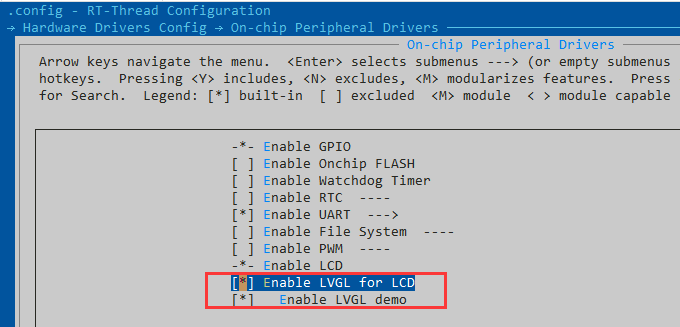 .config - RT-Thread Configuration
→ Hardware Drivers Config → On-chip Peripheral Drivers
On-chip Peripheral Drivers
Arrow keys navigate the menu.  <Enter> selects submenus ---> (or empty submenus
hotkeys.  Pressing <Y> includes, <N> excludes, <M> modularizes features.  Press
for Search.  Legend: [*] built-in  [ ] excluded  <M> module  < > module capable
-*- Enable GPIO
[ ] Enable Onchip FLASH
[ ] Enable Watchdog Timer
[ ] Enable RTC  ----
[*] Enable UART  --->
[ ] Enable File System  ----
[ ] Enable PWM  ----
-*- Enable LCD
[*] Enable LVGL for LCD
[*]   Enable LVGL demo